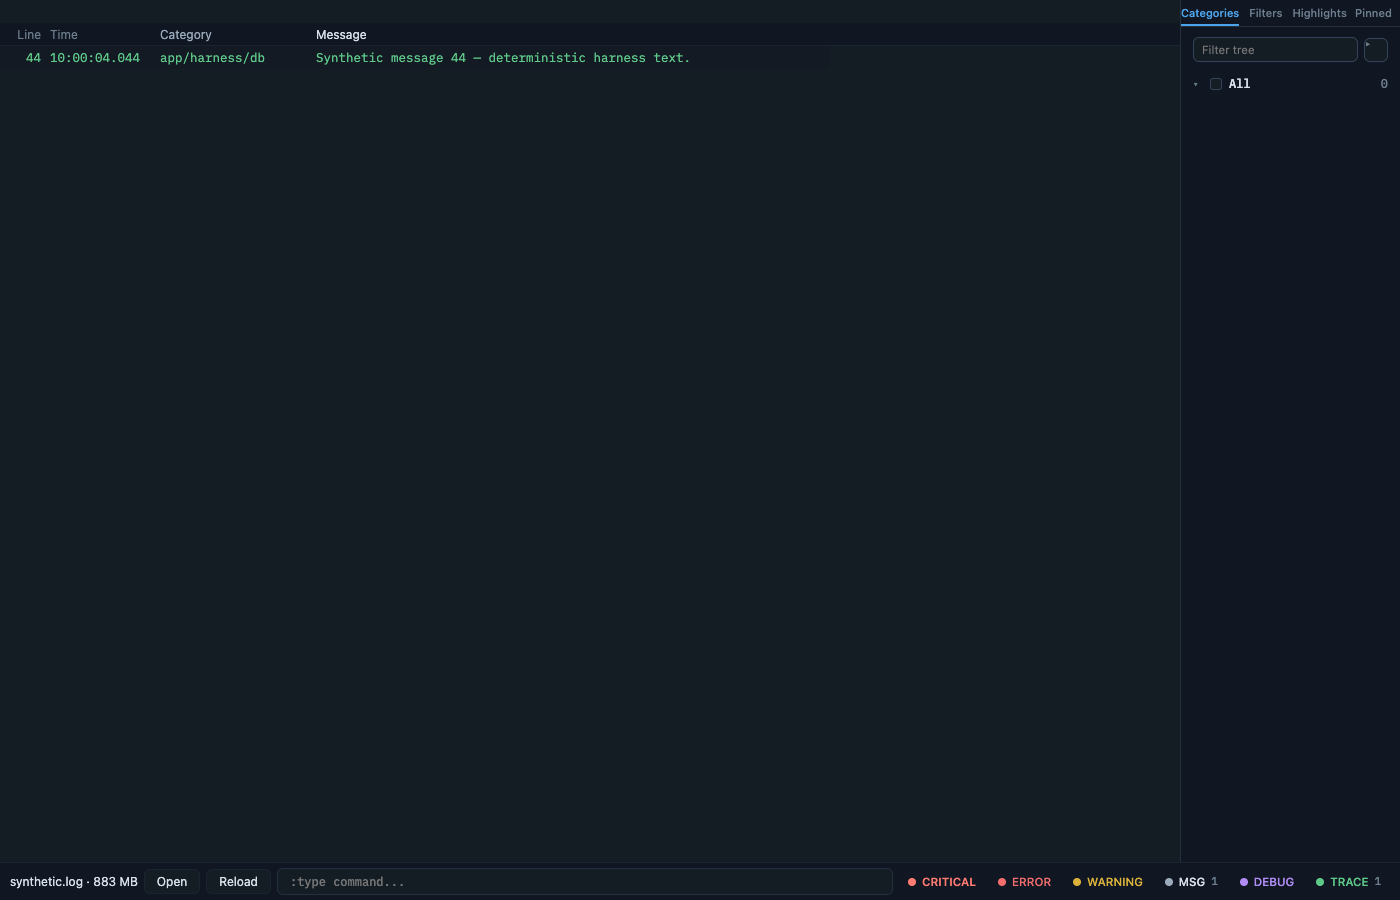 Line Time Category Message
44 10:00:04.044 app/harness/db Synthetic message 44 — deterministic harness text.
Categories Filters Highlights Pinned
Filter tree
All 0
synthetic.log · 883 MB Open Reload :type command... CRITICAL ERROR WARNING MSG 1 DEBUG TRACE 1